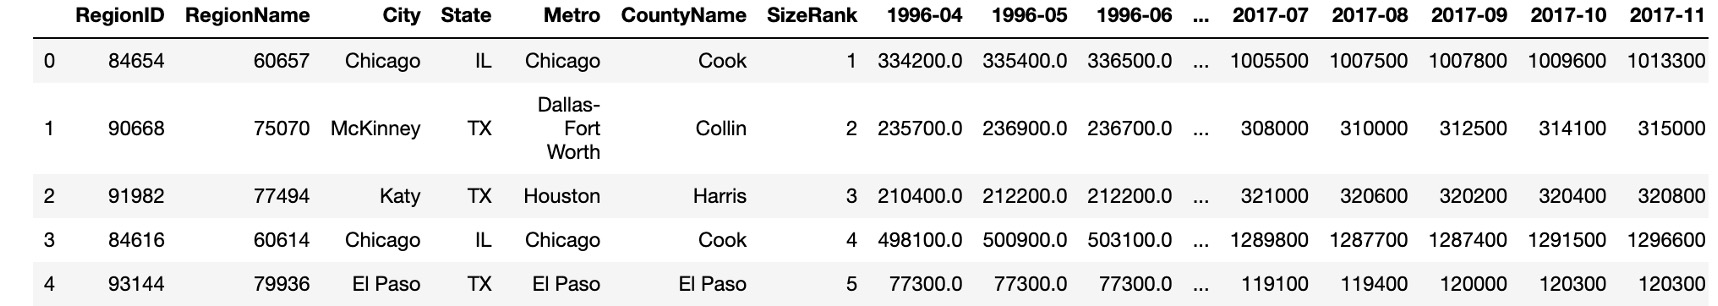 RegionID RegionName City State Metro CountyName SizeRank 1996-04 1996-05 1996-06 ... 2017-07 2017-08 2017-09 2017-10 2017-11
0 84654 60657 Chicago IL Chicago Cook 1 334200.0 335400.0 336500.0 ... 1005500 1007500 1007800 1009600 1013300
1 90668 75070 McKinney TX Dallas-
Fort
Worth Collin 2 235700.0 236900.0 236700.0 ... 308000 310000 312500 314100 315000
2 91982 77494 Katy TX Houston Harris 3 210400.0 212200.0 212200.0 ... 321000 320600 320200 320400 320800
3 84616 60614 Chicago IL Chicago Cook 4 498100.0 500900.0 503100.0 ... 1289800 1287700 1287400 1291500 1296600
4 93144 79936 El Paso TX El Paso El Paso 5 77300.0 77300.0 77300.0 ... 119100 119400 120000 120300 120300